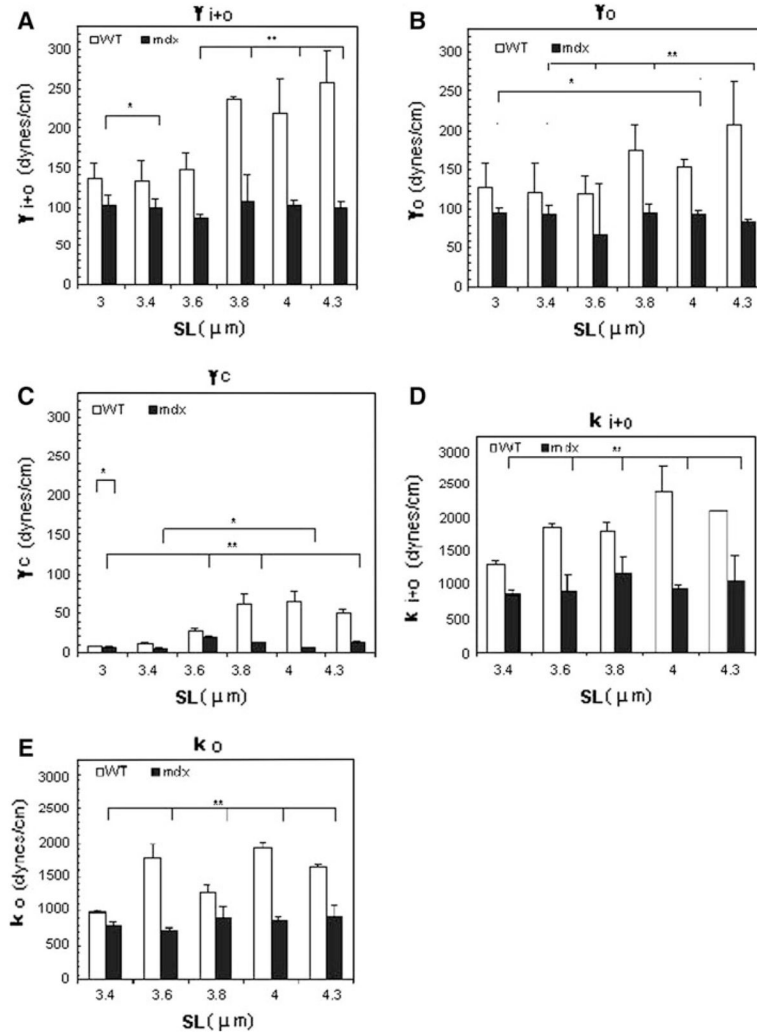 A
ɣ i+o
WT mdx
**
*
300
250
200
150
100
50
0
ɣ i+o (dynes/cm)
3 3.4 3.6 3.8 4 4.3
SL(μm)
B
ɣo
WT mdx
**
*
300
250
200
150
100
50
0
ɣo (dynes/cm)
3 3.4 3.6 3.8 4 4.3
SL(μm)
C
ɣc
WT mdx
*
*
**
300
250
200
150
100
50
0
ɣc (dynes/cm)
3 3.4 3.6 3.8 4 4.3
SL(μm)
D
k i+o
WT mdx
**
3000
2500
2000
1500
1000
500
0
k i+o (dynes/cm)
3.4 3.6 3.8 4 4.3
SL(μm)
E
k o
WT mdx
**
3000
2500
2000
1500
1000
500
0
k o (dynes/cm)
3.4 3.6 3.8 4 4.3
SL(μm)